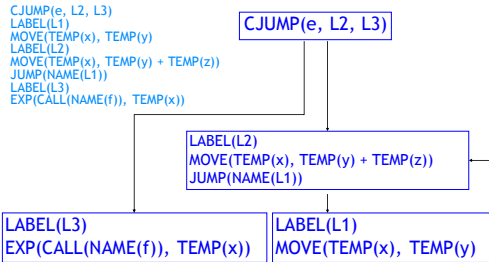 CJUMP(e, L2, L3)
LABEL(L1)
MOVE(TEMP(x), TEMP(y)
LABEL(L2)
MOVE(TEMP(x), TEMP(y) + TEMP(z))
JUMP(NAME(L1))
LABEL(L3)
EXP(CALL(NAME(f)), TEMP(x))
CJUMP(e, L2, L3)
LABEL(L2)
MOVE(TEMP(x), TEMP(y) + TEMP(z))
JUMP(NAME(L1))
LABEL(L3)
EXP(CALL(NAME(f)), TEMP(x))
LABEL(L1)
MOVE(TEMP(x), TEMP(y)